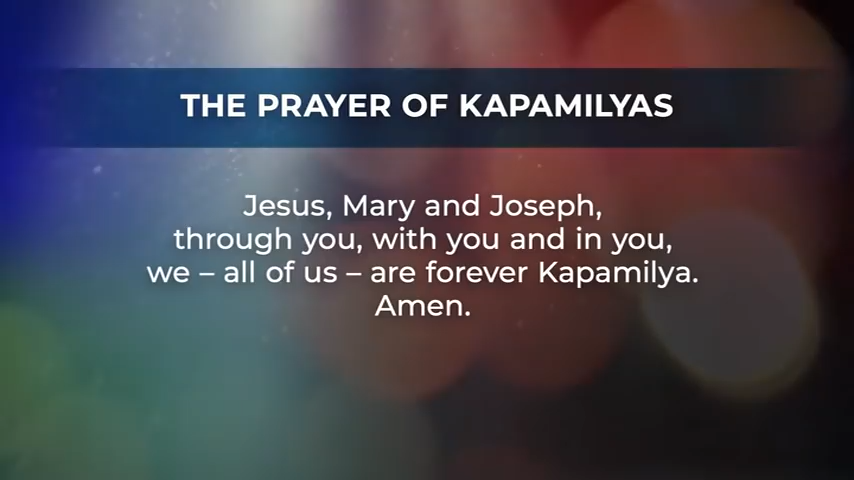 THE PRAYER OF KAPAMILYAS
Jesus, Mary and Joseph,
through you, with you and in you,
we – all of us – are forever Kapamilya.
Amen.